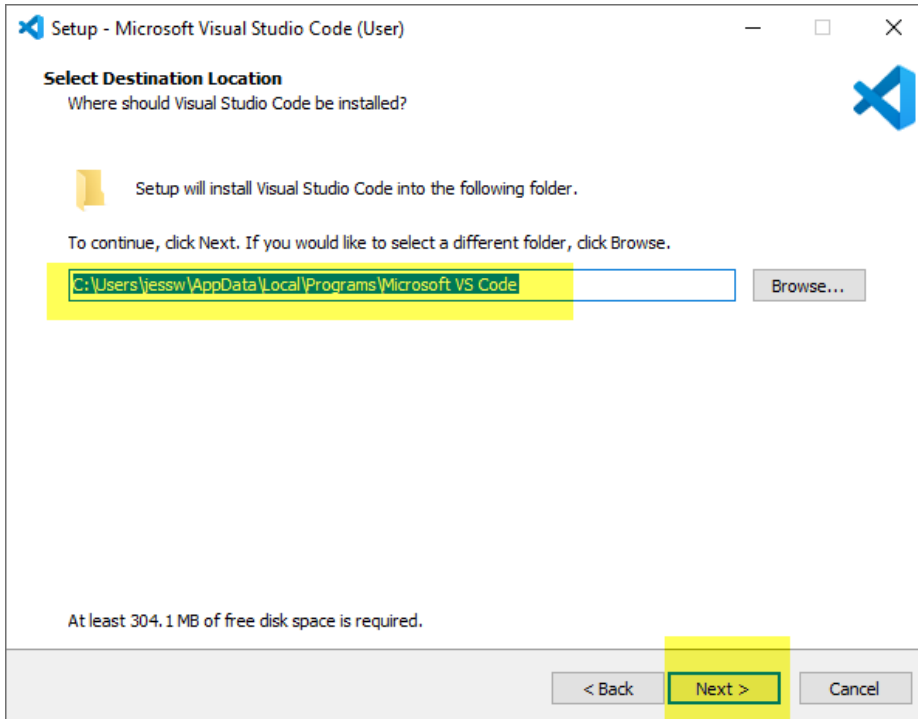 Setup - Microsoft Visual Studio Code (User)
Select Destination Location
Where should Visual Studio Code be installed?
Setup will install Visual Studio Code into the following folder.
To continue, click Next. If you would like to select a different folder, click Browse.
C:\Users\jessw\AppData\Local\Programs\Microsoft VS Code
Browse...
At least 304.1 MB of free disk space is required.
< Back
Next >
Cancel